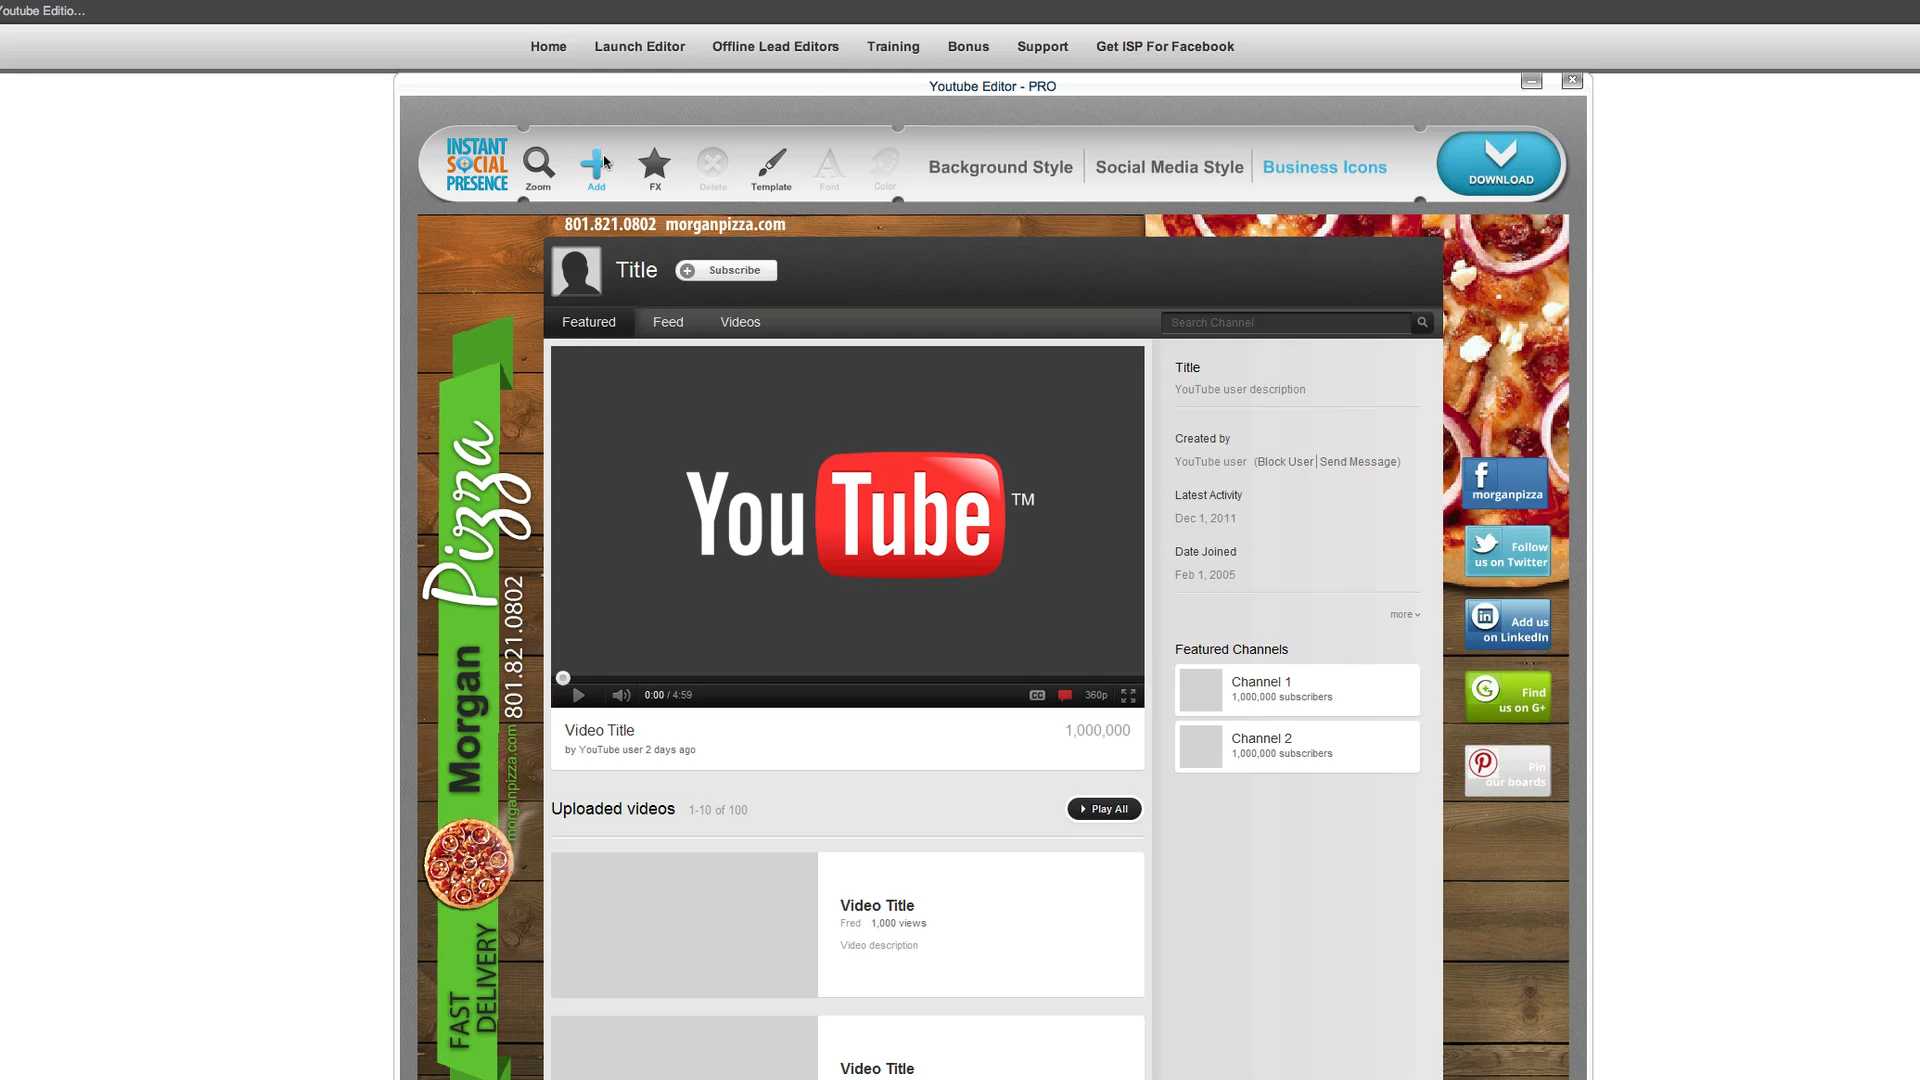 Youtube Editio...
Home Launch Editor Offline Lead Editors Training Bonus Support Get ISP For Facebook
Youtube Editor - PRO
INSTANT
SOCIAL
PRESENCE
Zoom Add FX Delete Template Font Color
Background Style Social Media Style Business Icons
DOWNLOAD
801.821.0802 morganpizza.com
Title Subscribe
Featured Feed Videos Search Channel
Morgan Pizza
801.821.0802
morganpizza.com
FAST
DELIVERY
You Tube ™
0:00 / 4:59 CC 360p
Video Title 1,000,000
by YouTube user 2 days ago
Uploaded videos 1-10 of 100 Play All
Video Title
Fred 1,000 views
Video description
Video Title
Title
YouTube user description
Created by
YouTube user (Block User| Send Message)
Latest Activity
Dec 1, 2011
Date Joined
Feb 1, 2005
more
Featured Channels
Channel 1
1,000,000 subscribers
Channel 2
1,000,000 subscribers
f
morganpizza
Follow
us on Twitter
in Add us
on LinkedIn
G Find
us on G+
P Pin
our boards